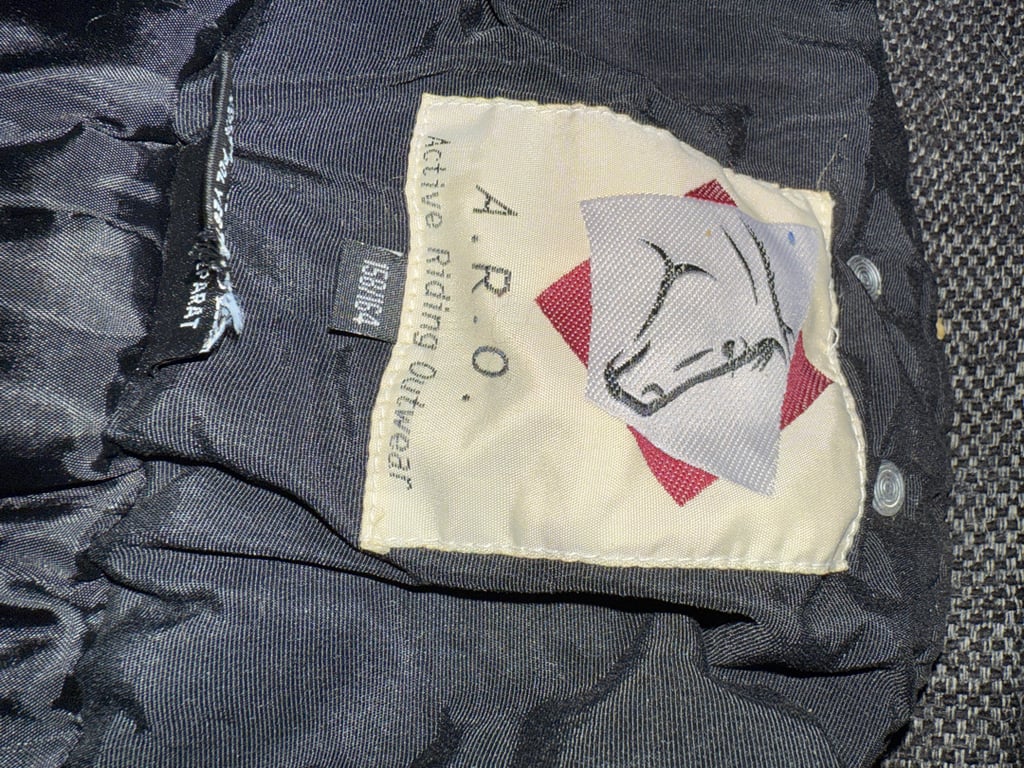 A.R.O.
Active Riding Outwear
158/164